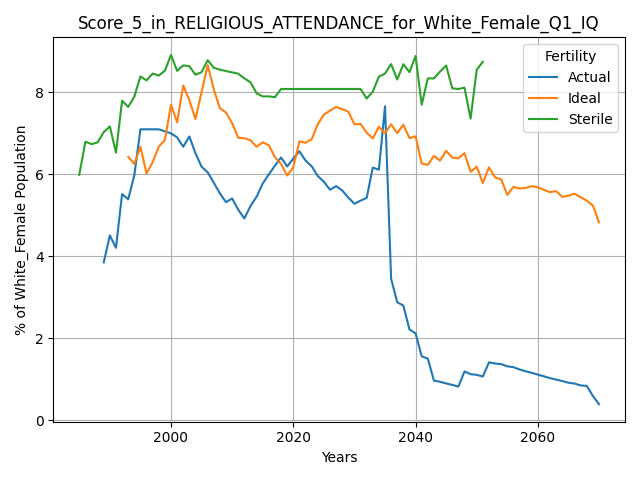 Score_5_in_RELIGIOUS_ATTENDANCE_for_White_Female_Q1_IQ
Fertility
Actual
Ideal
Sterile
% of White_Female Population
8
6
4
2
0
2000 2020 2040 2060
Years